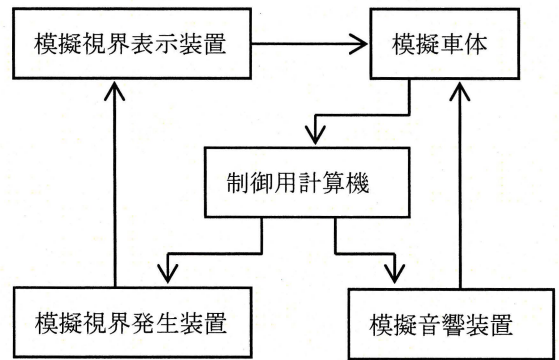 模擬視界表示装置
模擬車体
制御用計算機
模擬視界発生装置
模擬音響装置